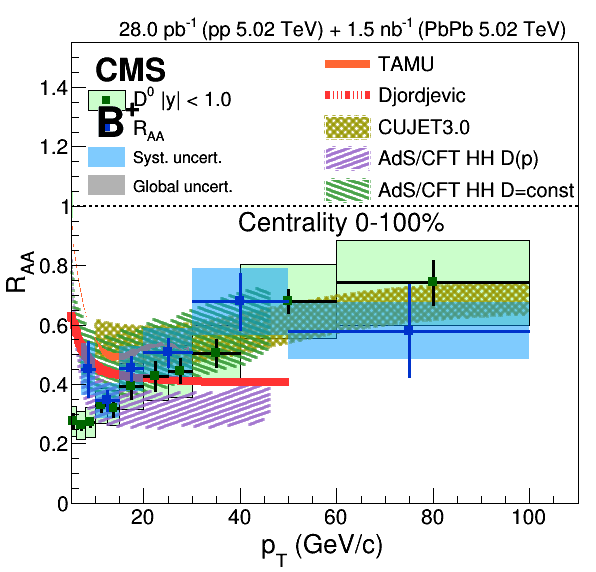 28.0 pb⁻¹ (pp 5.02 TeV) + 1.5 nb⁻¹ (PbPb 5.02 TeV)
CMS
D⁰ |y| < 1.0
B⁺ R_AA
Syst. uncert.
Global uncert.
TAMU
Djordjevic
CUJET3.0
AdS/CFT HH D(p)
AdS/CFT HH D=const
Centrality 0-100%
R_AA
1.4
1.2
1
0.8
0.6
0.4
0.2
0
20 40 60 80 100
p_T (GeV/c)